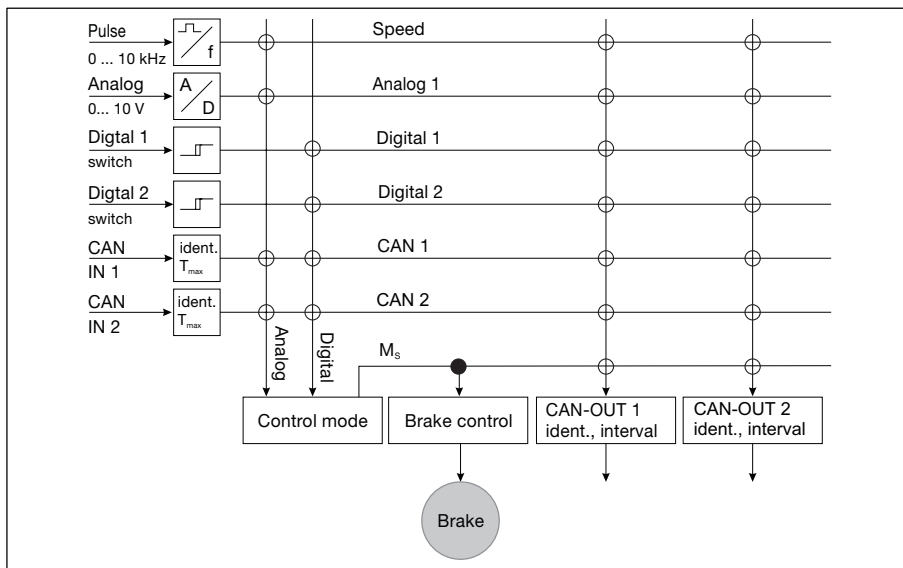 Pulse
0 ... 10 kHz
f
Speed
Analog
0... 10 V
A
D
Analog 1
Digtal 1
switch
Digital 1
Digtal 2
switch
Digital 2
CAN
IN 1
ident.
Tmax
CAN 1
CAN
IN 2
ident.
Tmax
CAN 2
Analog
Digital
Ms
Control mode
Brake control
CAN-OUT 1
ident., interval
CAN-OUT 2
ident., interval
Brake